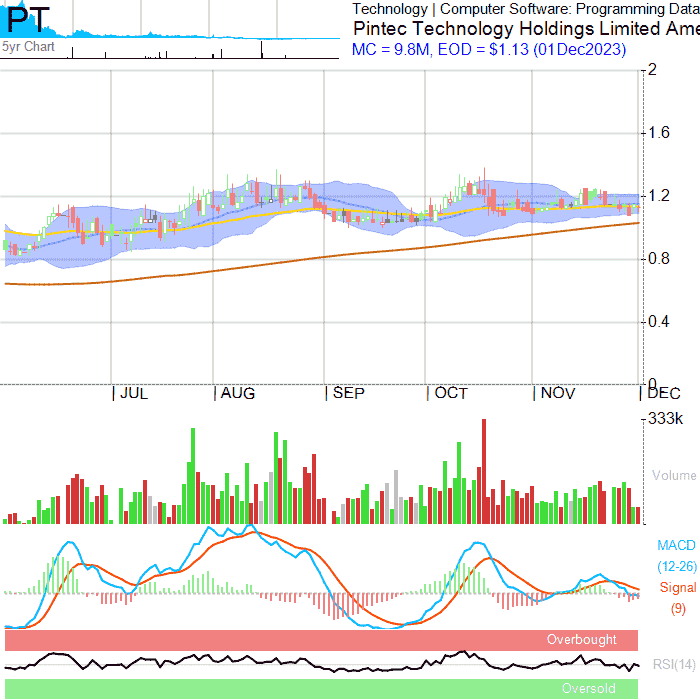 PT
5yr Chart
Technology | Computer Software: Programming Data
Pintec Technology Holdings Limited Ame
MC = 9.8M, EOD = $1.13 (01Dec2023)
2
1.6
1.2
0.8
0.4
0
JUL AUG SEP OCT NOV DEC
333k
Volume
MACD
(12-26)
Signal
(9)
Overbought
RSI(14)
Oversold